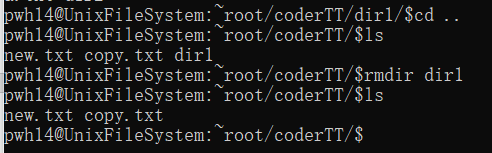 pwh14@UnixFileSystem:~root/coderTT/dir1/$cd ..
pwh14@UnixFileSystem:~root/coderTT/$ls
new.txt copy.txt dir1
pwh14@UnixFileSystem:~root/coderTT/$rmdir dir1
pwh14@UnixFileSystem:~root/coderTT/$ls
new.txt copy.txt
pwh14@UnixFileSystem:~root/coderTT/$